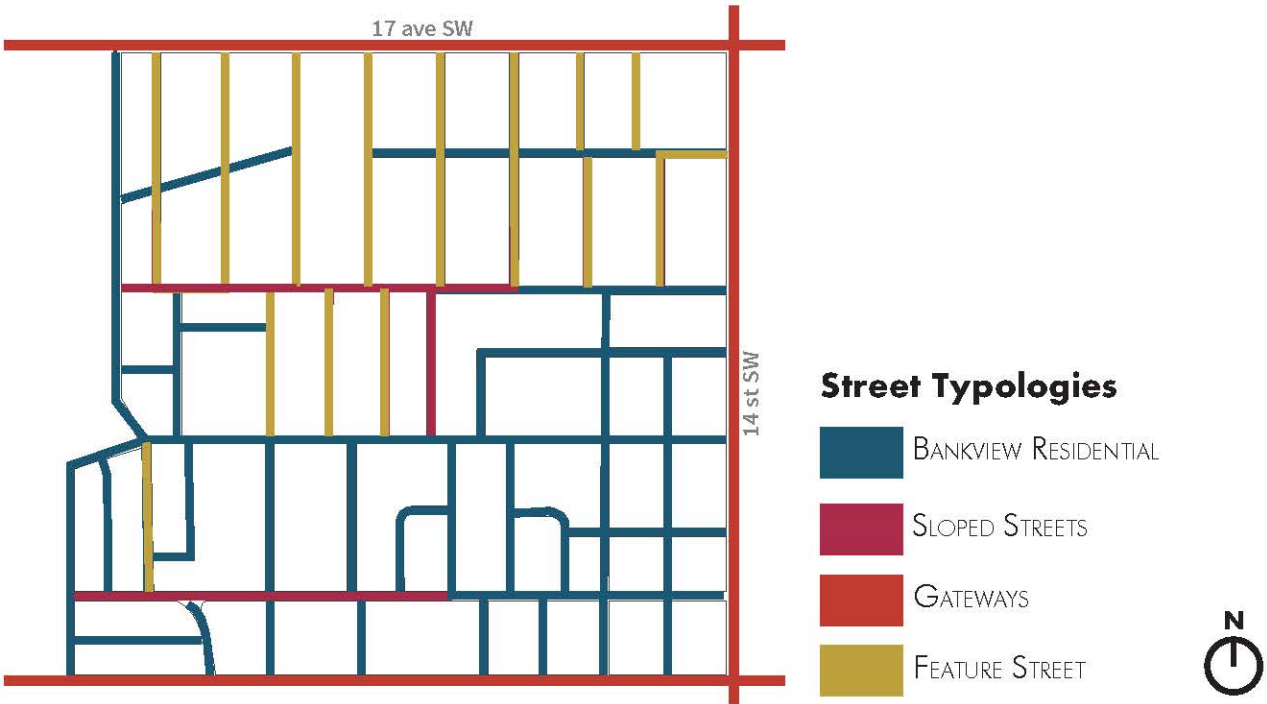 17 ave SW
14 st SW
Street Typologies
Bankview Residential
Sloped Streets
Gateways
Feature Street
N